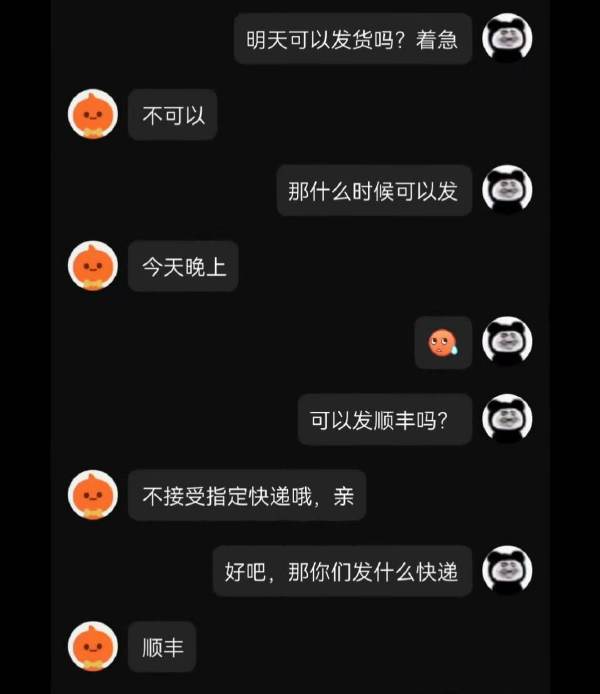 明天可以发货吗？着急
不可以
那什么时候可以发
今天晚上
可以发顺丰吗？
不接受指定快递哦，亲
好吧，那你们发什么快递
顺丰